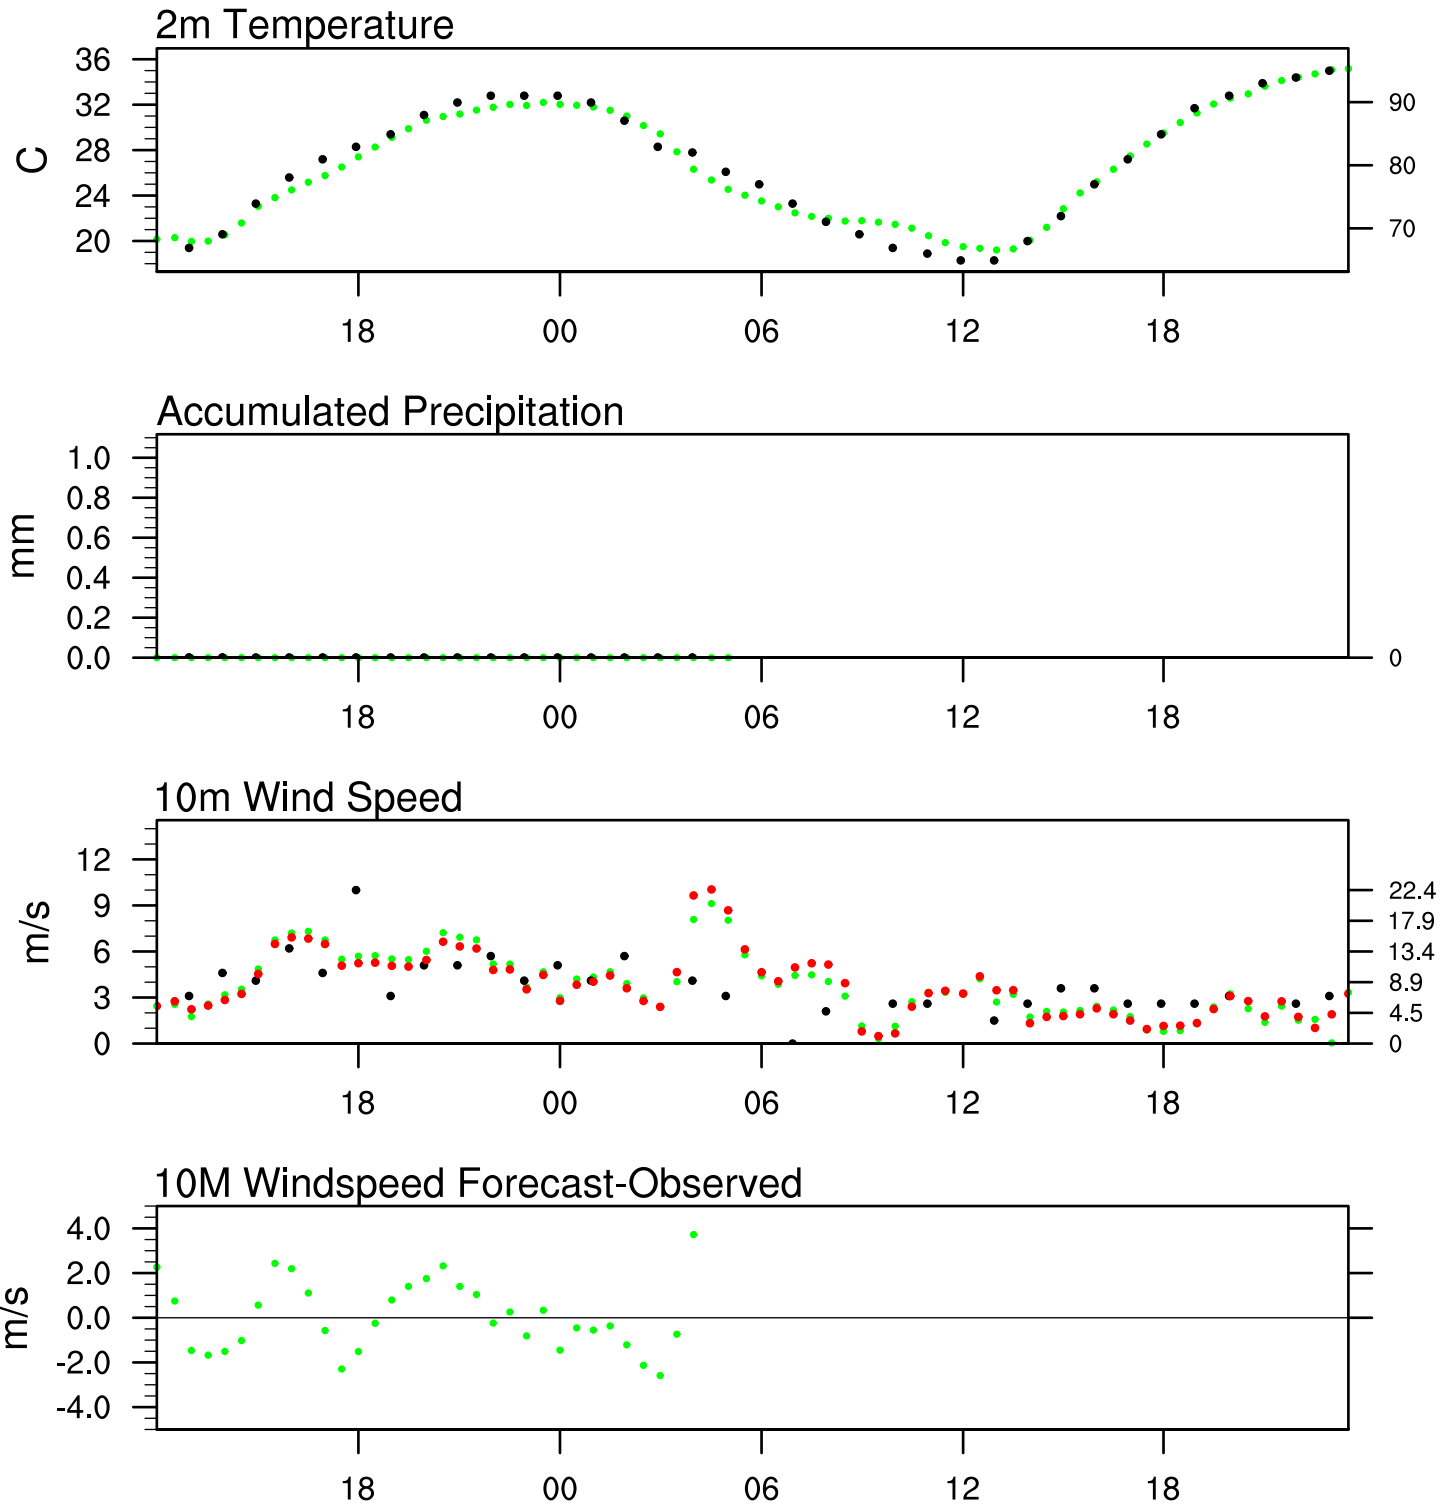 2m Temperature
36
32
28
24
20
C
90
80
70
18 00 06 12 18
Accumulated Precipitation
1.0
0.8
0.6
0.4
0.2
0.0
mm
0
18 00 06 12 18
10m Wind Speed
12
9
6
3
0
m/s
22.4
17.9
13.4
8.9
4.5
0
18 00 06 12 18
10M Windspeed Forecast-Observed
4.0
2.0
0.0
-2.0
-4.0
m/s
18 00 06 12 18